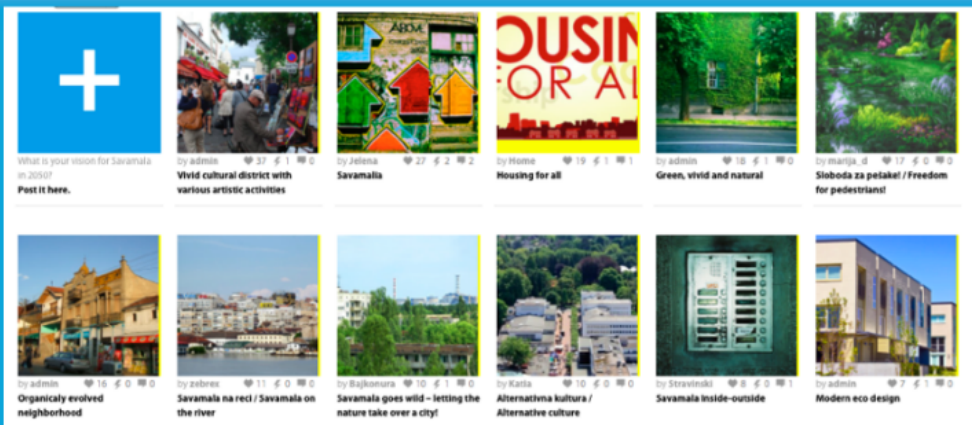 ABOVE
OUSIN
FOR AL
ship
by admin 37 1 0
by Jelena 27 2 2
by Home 19 1 1
by admin 18 1 0
by marija_d 17 0 0
What is your vision for Savamala
in 2050?
Post it here.
Vivid cultural district with
various artistic activities
Savamalia
Housing for all
Green, vivid and natural
Sloboda za pešake! / Freedom
for pedestrians!
by admin 16 0 0
by zebrex 11 0 0
by Bajkonura 10 1 0
by Katia 10 0 0
by Stravinski 8 0 1
by admin 7 1 0
Organicaly evolved
neighborhood
Savamala na reci / Savamala on
the river
Savamala goes wild – letting the
nature take over a city!
Alternativna kultura /
Alternative culture
Savamala inside-outside
Modern eco design